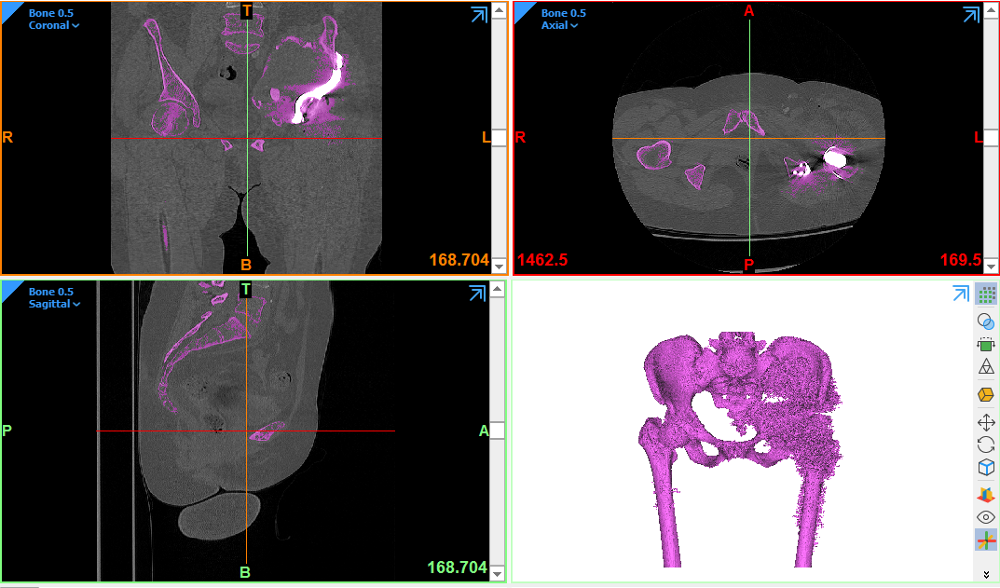 Bone 0.5
Coronal
T
R
L
B
168.704
Bone 0.5
Axial
A
R
L
1462.5
P
169.5
Bone 0.5
Sagittal
T
P
A
B
168.704